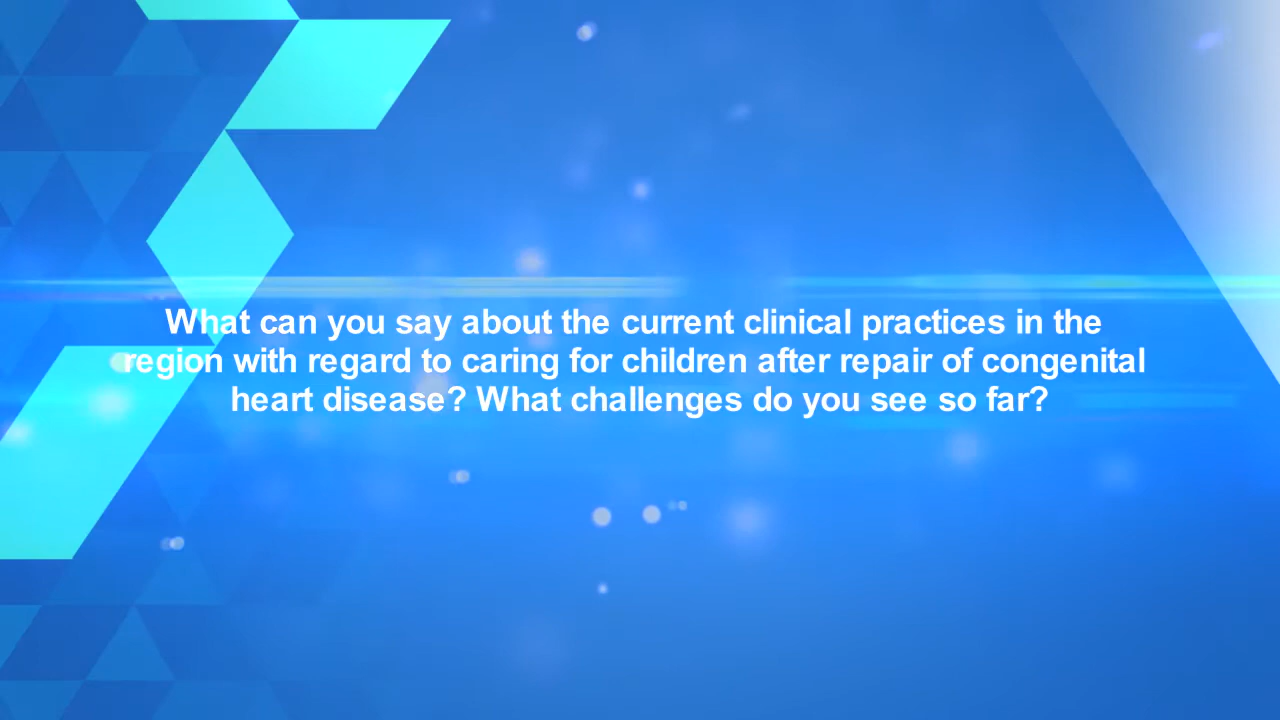 What can you say about the current clinical practices in the
region with regard to caring for children after repair of congenital
heart disease? What challenges do you see so far?